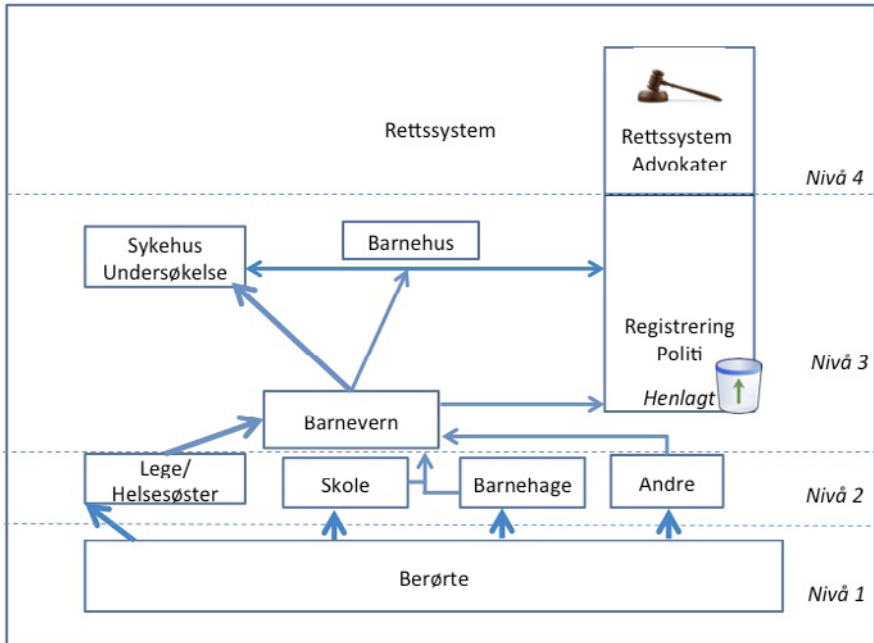 Rettssystem
Rettssystem
Advokater
Nivå 4
Sykehus
Undersøkelse
Barnehus
Registrering
Politi
Nivå 3
Henlagt
Barnevern
Lege/
Helsesøster
Skole
Barnehage
Andre
Nivå 2
Berørte
Nivå 1